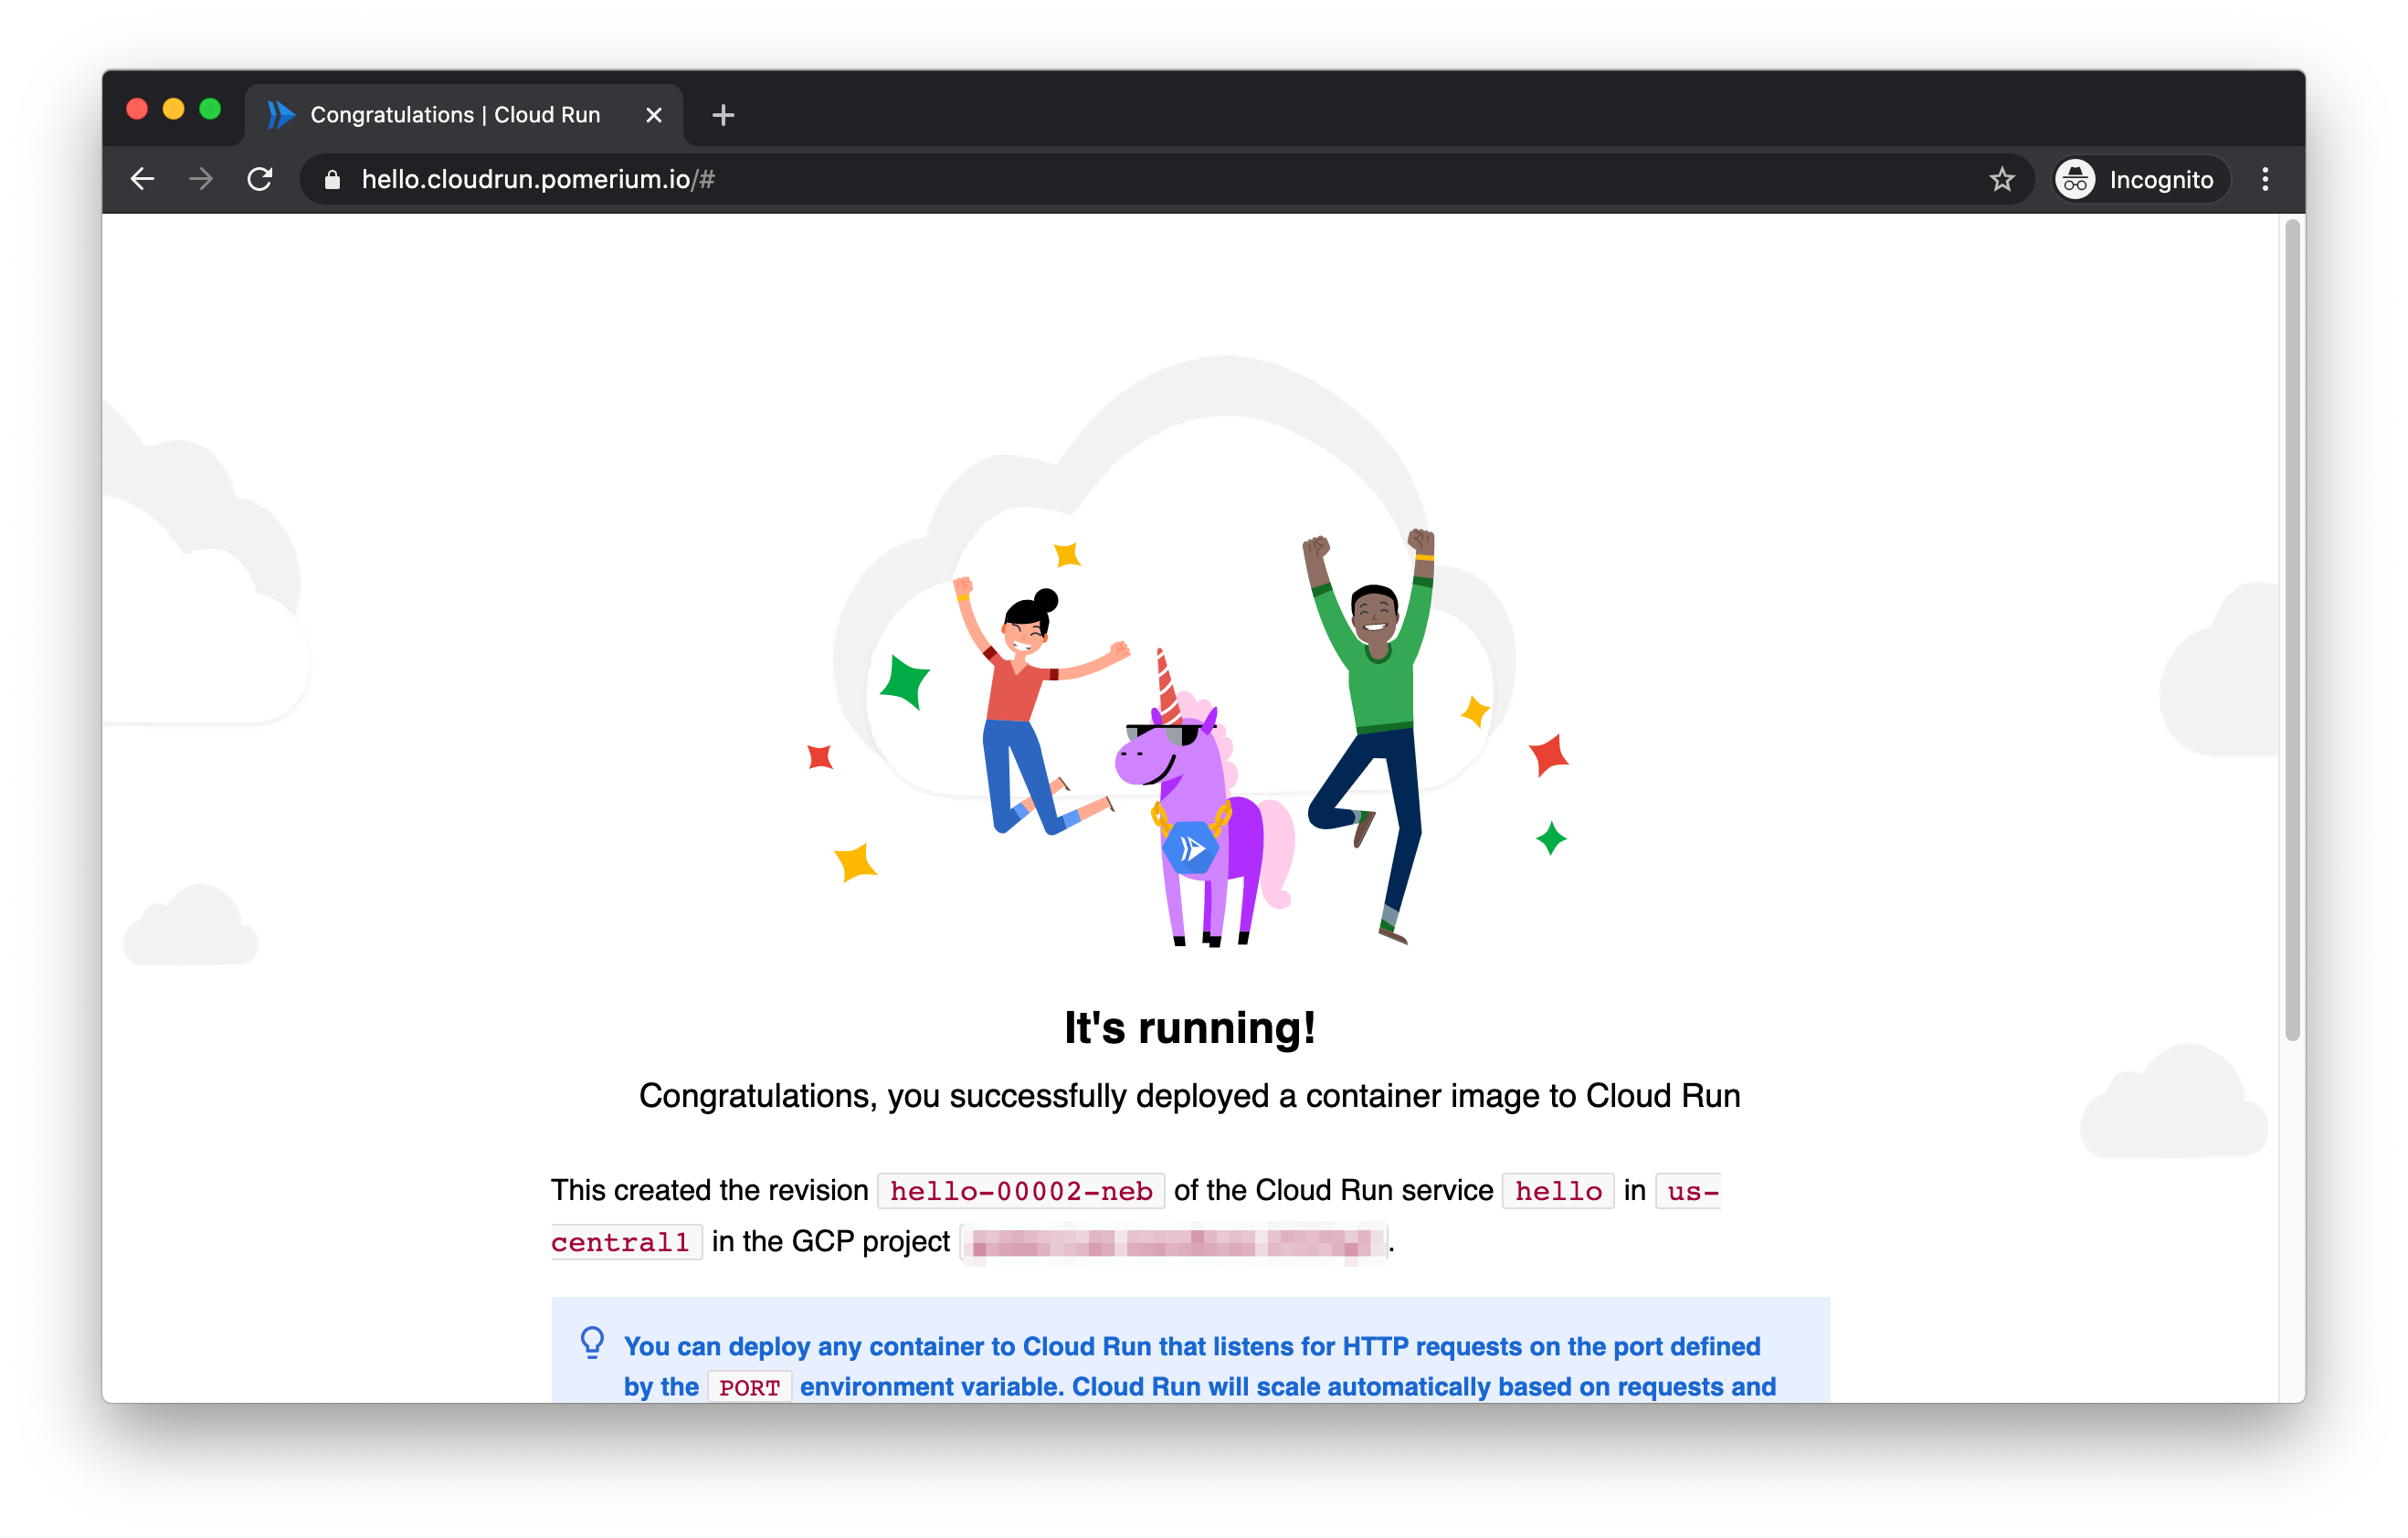 Congratulations | Cloud Run
hello.cloudrun.pomerium.io/#
Incognito
It's running!
Congratulations, you successfully deployed a container image to Cloud Run
This created the revision hello-00002-neb of the Cloud Run service hello in us-
central1 in the GCP project .
You can deploy any container to Cloud Run that listens for HTTP requests on the port defined
by the PORT environment variable. Cloud Run will scale automatically based on requests and